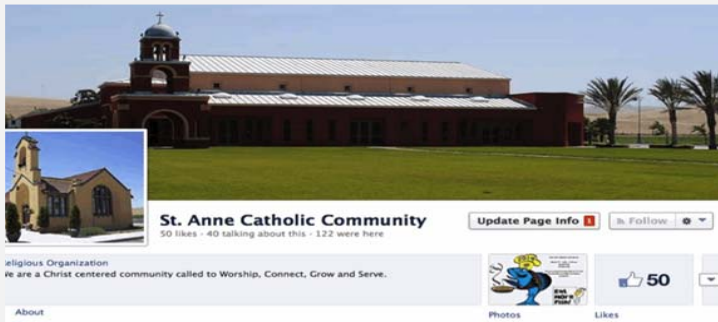 St. Anne Catholic Community
Update Page Info 1
Follow
50 likes · 40 talking about this · 122 were here
eligious Organization
e are a Christ centered community called to Worship, Connect, Grow and Serve.
50
About
Photos
Likes